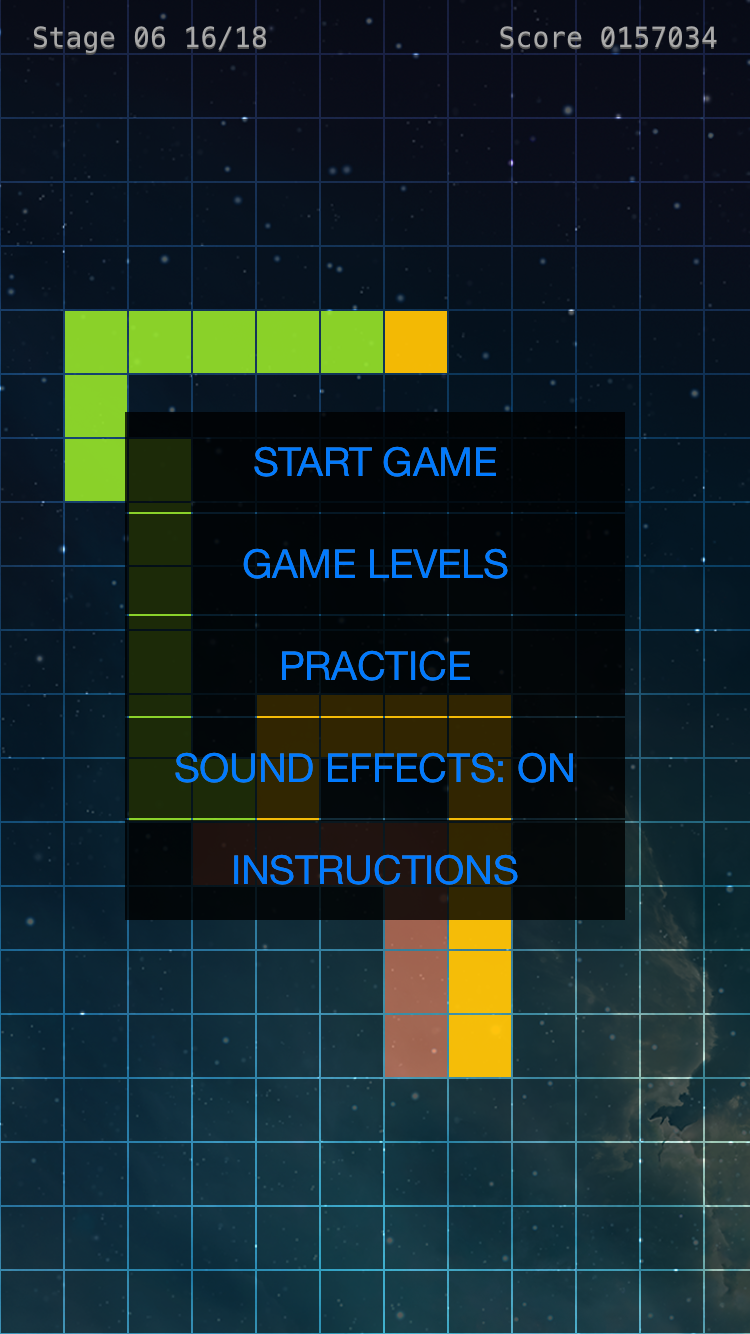 Stage 06 16/18 Score 0157034
START GAME
GAME LEVELS
PRACTICE
SOUND EFFECTS: ON
INSTRUCTIONS